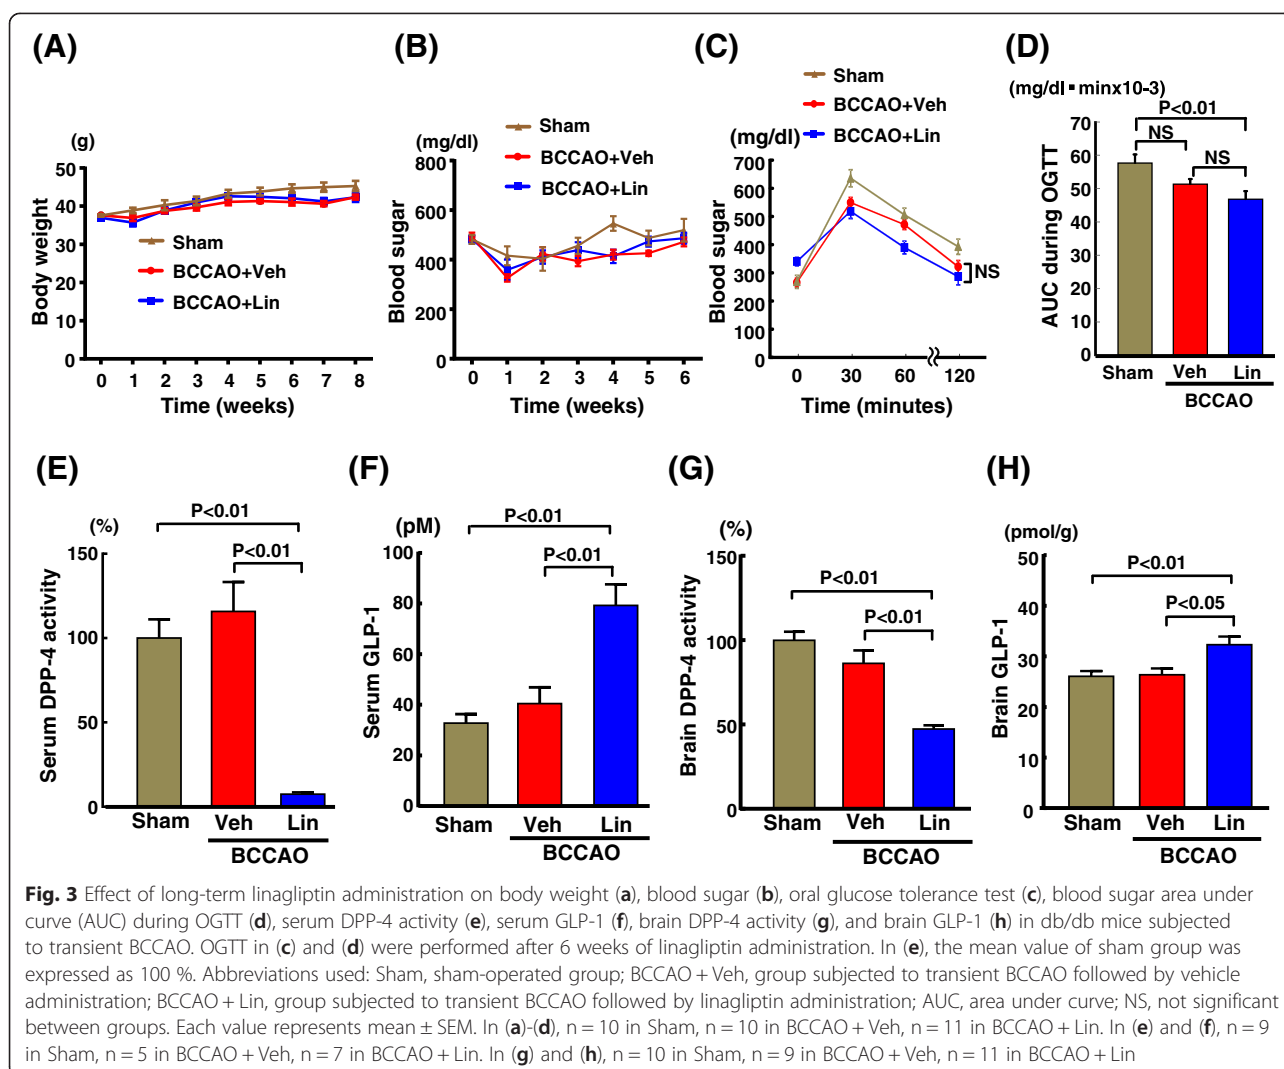 (A)
(g)
50
40
30
20
10
0
Body weight
Sham
BCCAO+Veh
BCCAO+Lin
0 1 2 3 4 5 6 7 8
Time (weeks)
(B)
Sham
BCCAO+Veh
BCCAO+Lin
(mg/dl)
800
600
400
200
0
Blood sugar
0 1 2 3 4 5 6
Time (weeks)
(C)
Sham
BCCAO+Veh
BCCAO+Lin
(mg/dl)
700
600
500
400
300
200
100
0
Blood sugar
NS
0 30 60 120
Time (minutes)
(D)
(mg/dl▪minx10-3)
P<0.01
NS
NS
70
60
50
40
30
20
10
0
AUC during OGTT
Sham Veh Lin
BCCAO
(E)
(%)
P<0.01
P<0.01
150
100
50
0
Serum DPP-4 activity
Sham Veh Lin
BCCAO
(F)
(pM)
P<0.01
P<0.01
100
80
60
40
20
0
Serum GLP-1
Sham Veh Lin
BCCAO
(G)
(%)
P<0.01
P<0.01
150
100
50
0
Brain DPP-4 activity
Sham Veh Lin
BCCAO
(H)
(pmol/g)
P<0.01
P<0.05
50
40
30
20
10
0
Brain GLP-1
Sham Veh Lin
BCCAO
Fig. 3 Effect of long-term linagliptin administration on body weight (a), blood sugar (b), oral glucose tolerance test (c), blood sugar area under
curve (AUC) during OGTT (d), serum DPP-4 activity (e), serum GLP-1 (f), brain DPP-4 activity (g), and brain GLP-1 (h) in db/db mice subjected
to transient BCCAO. OGTT in (c) and (d) were performed after 6 weeks of linagliptin administration. In (e), the mean value of sham group was
expressed as 100 %. Abbreviations used: Sham, sham-operated group; BCCAO + Veh, group subjected to transient BCCAO followed by vehicle
administration; BCCAO + Lin, group subjected to transient BCCAO followed by linagliptin administration; AUC, area under curve; NS, not significant
between groups. Each value represents mean ± SEM. In (a)-(d), n = 10 in Sham, n = 10 in BCCAO + Veh, n = 11 in BCCAO + Lin. In (e) and (f), n = 9
in Sham, n = 5 in BCCAO + Veh, n = 7 in BCCAO + Lin. In (g) and (h), n = 10 in Sham, n = 9 in BCCAO + Veh, n = 11 in BCCAO + Lin